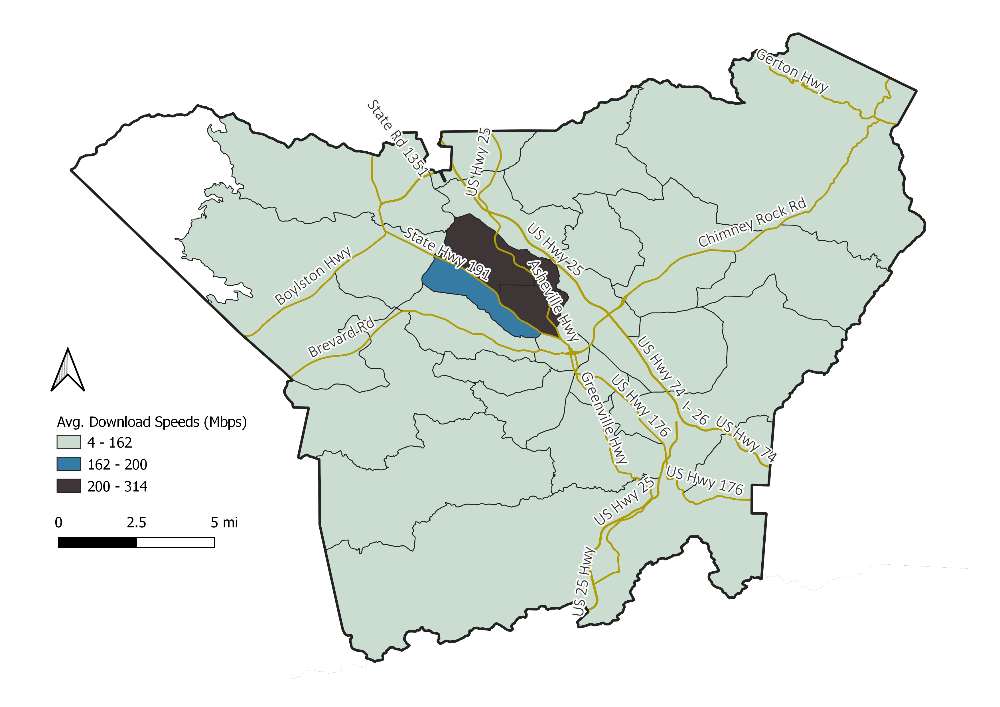 Gerton Hwy
State Rd 1351
US Hwy 25
Chimney Rock Rd
State Hwy 191
US Hwy 25
Boylston Hwy
Asheville Hwy
Brevard Rd
US Hwy 74
Greenville Hwy
US Hwy 176
I- 26
US Hwy 74
US Hwy 176
US Hwy 25
US 25 Hwy
Avg. Download Speeds (Mbps)
4 - 162
162 - 200
200 - 314
0 2.5 5 mi